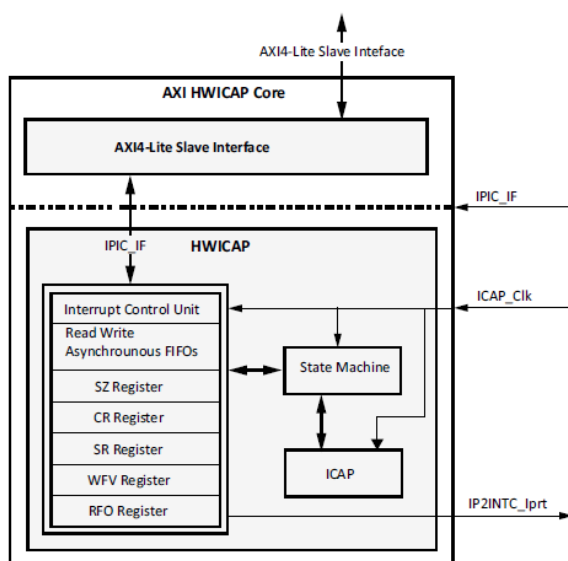 AXI4-Lite Slave Inteface
AXI HWICAP Core
AXI4-Lite Slave Interface
IPIC_IF
IPIC_IF
HWICAP
ICAP_Clk
Interrupt Control Unit
Read Write
Asynchrounous FIFOs
State Machine
SZ Register
CR Register
SR Register
ICAP
WFV Register
RFO Register
IP2INTC_Iprt